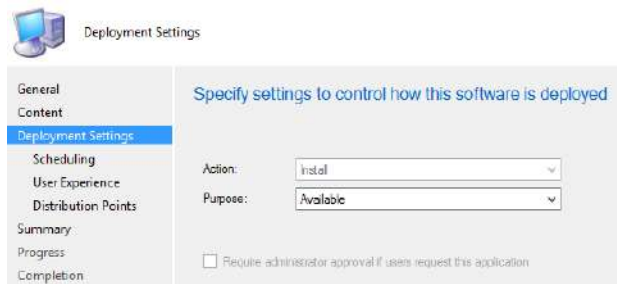 Deployment Settings
General
Content
Deployment Settings
Scheduling
User Experience
Distribution Points
Summary
Progress
Completion
Specify settings to control how this software is deployed
Action: Install
Purpose: Available
Require administrator approval if users request this application